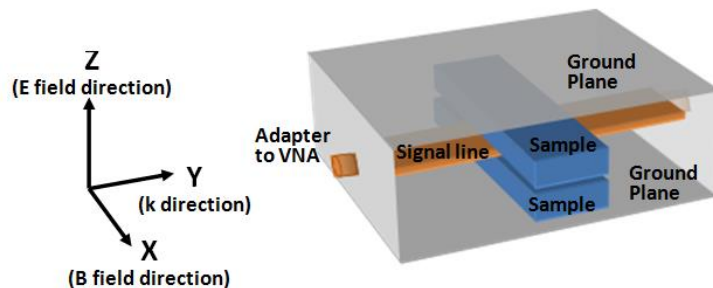 Z
(E field direction)
Y
(k direction)
X
(B field direction)
Adapter
to VNA
Signal line
Ground
Plane
Sample
Ground
Plane
Sample